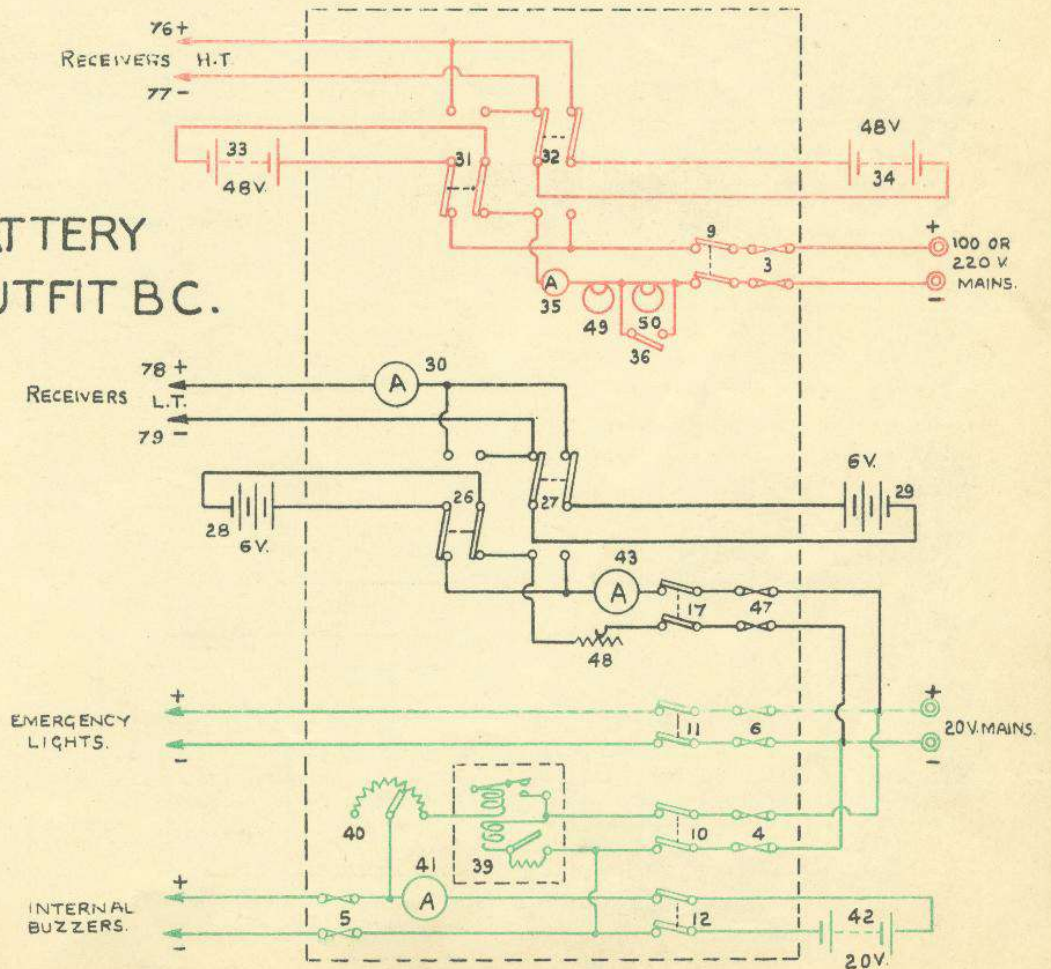 76+
RECEIVERS H.T.
77-
33
48V.
31
32
48V
34
9
3
+
100 OR
220 V
MAINS.
-
A
35
49
50
36
ATTERY
UTFIT BC.
78 +
A
30
RECEIVERS L.T.
79 -
28
6V.
26
27
6V.
29
43
A
17
47
48
+
EMERGENCY
LIGHTS.
-
11
6
+
20V.MAINS.
-
40
39
10
4
41
A
+
INTERNAL
BUZZERS.
-
5
12
42
20V.